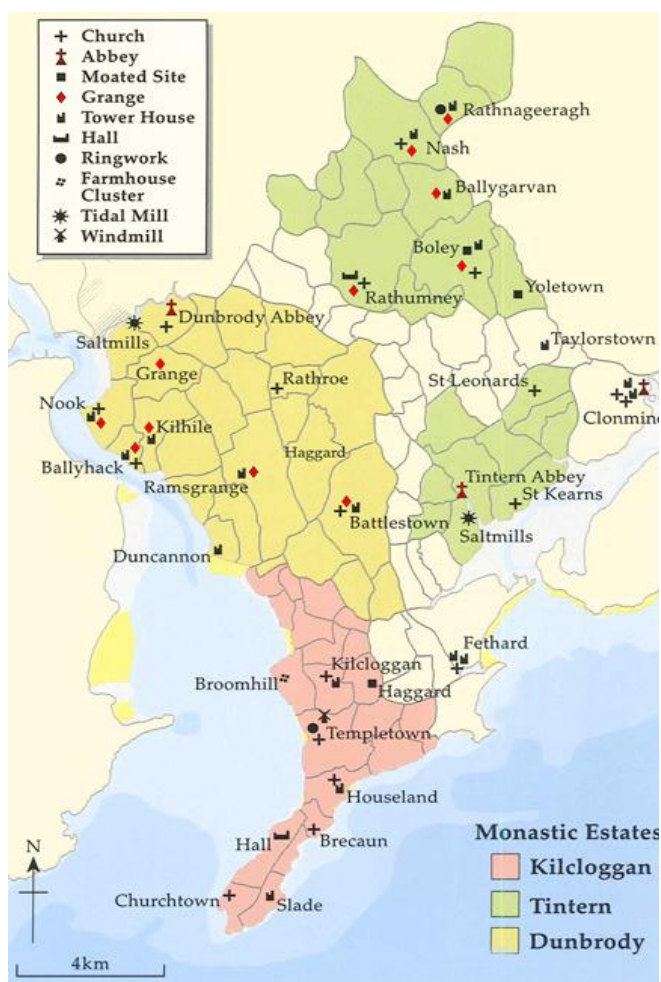 Church
Abbey
Moated Site
Grange
Tower House
Hall
Ringwork
Farmhouse
Cluster
Tidal Mill
Windmill
Rathnageeragh
Nash
Ballygarvan
Boley
Yoletown
Rathumney
Dunbrody Abbey
Saltmills
Taylorstown
Grange
Rathroe
St Leonards
Clonmine
Nook
Kilhile
Haggard
Ballyhack
Ramsgrange
Tintern Abbey
St Kearns
Battlestown
Saltmills
Duncannon
Fethard
Kilcloggan
Broomhill
Haggard
Templetown
Houseland
Hall
Brecaun
Churchtown
Slade
N
4km
Monastic Estates
Kilcloggan
Tintern
Dunbrody